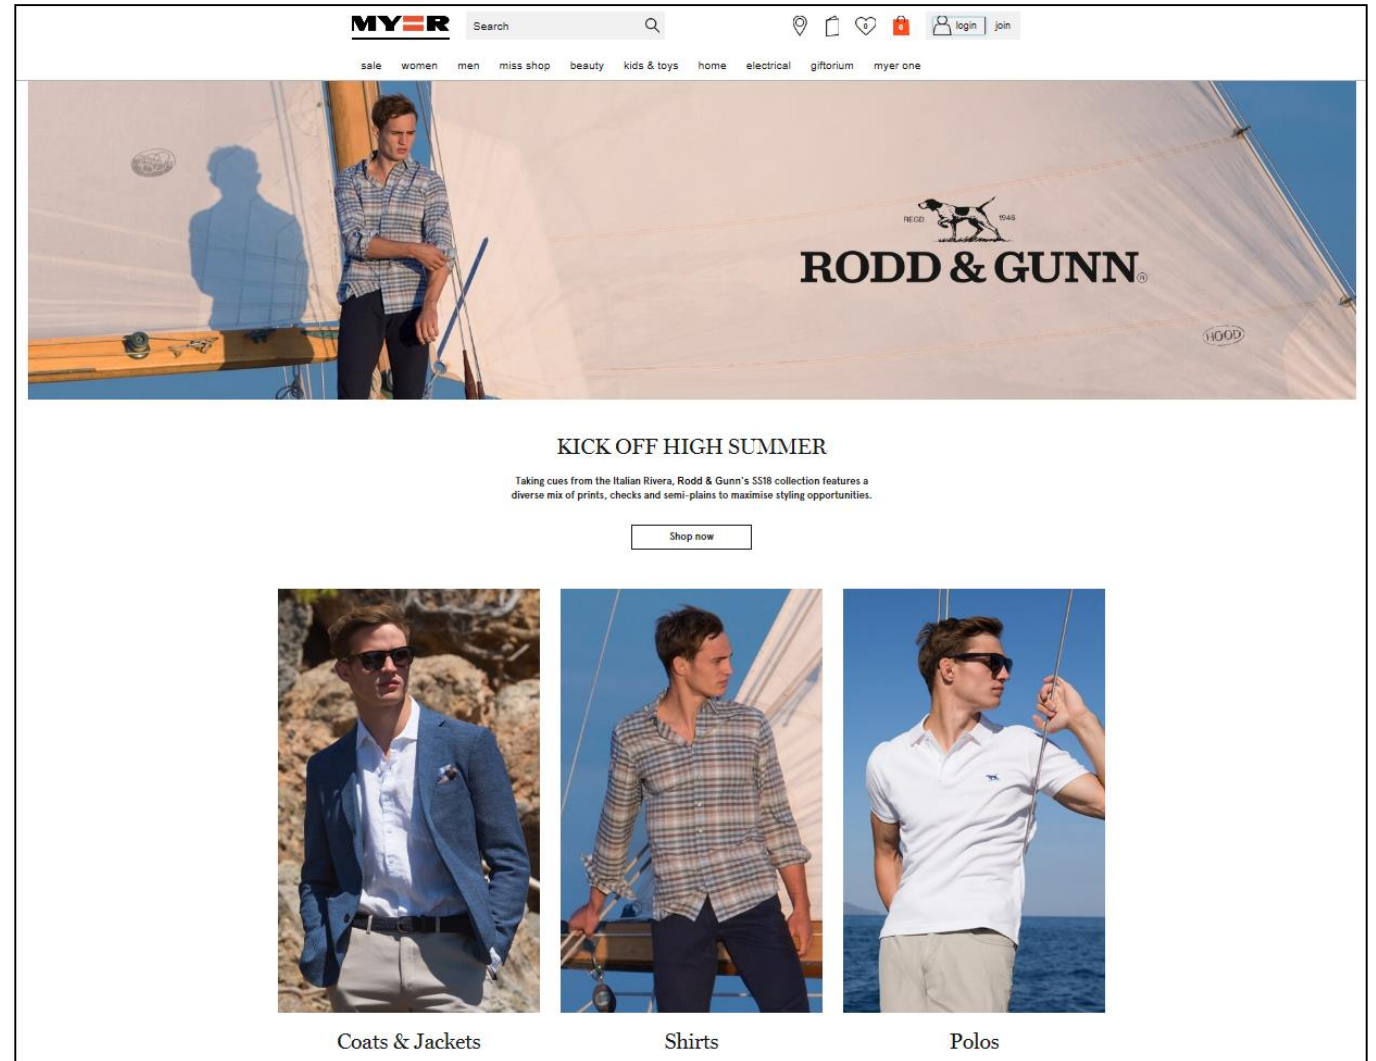 MYER
Search
0
0
login
join
sale women men miss shop beauty kids & toys home electrical giftorium myer one
REGD. 1946
RODD & GUNN®
HOOD
KICK OFF HIGH SUMMER
Taking cues from the Italian Rivera, Rodd & Gunn's SS18 collection features a
diverse mix of prints, checks and semi-plains to maximise styling opportunities.
Shop now
Coats & Jackets
Shirts
Polos